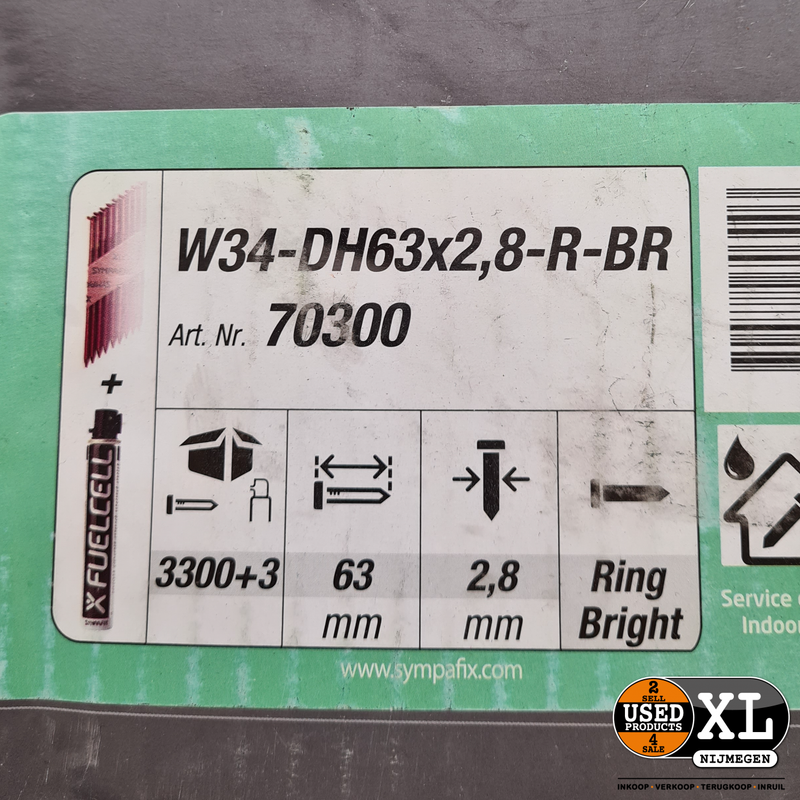 W34-DH63x2,8-R-BR
Art. Nr. 70300
+
XFUELCELL
3300+3
63
mm
2,8
mm
Ring
Bright
Service
Indoor
www.sympafix.com
2
SELL
USED
PRODUCTS
4
SALE
XL
NIJMEGEN
INKOOP · VERKOOP · TERUGKOOP · INRUIL